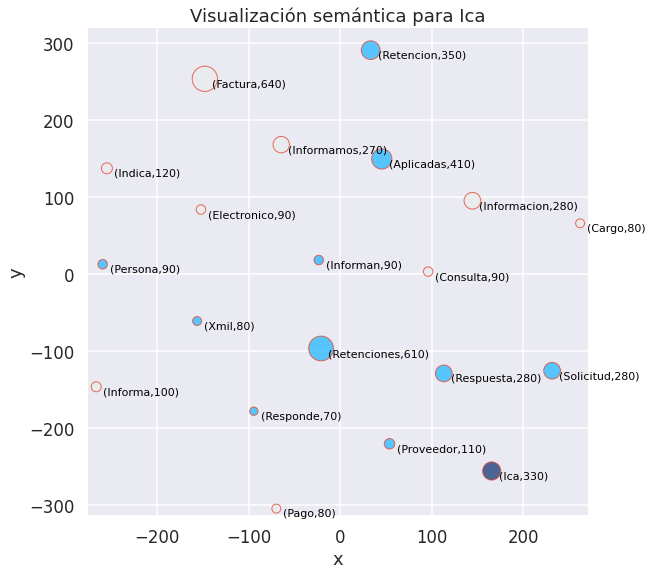 Visualización semántica para Ica
300
(Retencion,350)
(Factura,640)
200
(Informamos,270)
(Aplicadas,410)
(Indica,120)
100
(Informacion,280)
(Electronico,90)
(Cargo,80)
y
0
(Persona,90)
(Informan,90)
(Consulta,90)
(Xmil,80)
−100
(Retenciones,610)
(Respuesta,280)
(Solicitud,280)
(Informa,100)
(Responde,70)
−200
(Proveedor,110)
(Ica,330)
−300
(Pago,80)
−200 −100 0 100 200
x